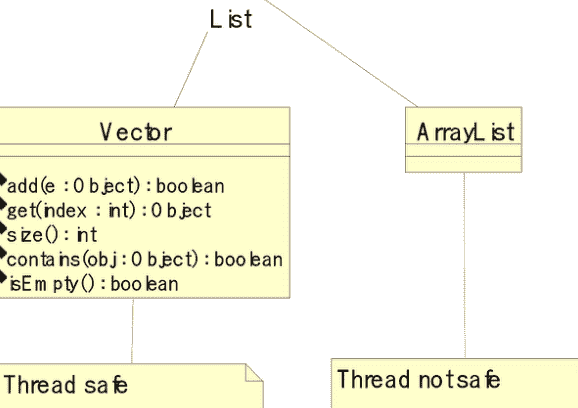 List
Vector
ArrayList
add(e : Object) : boolean
get(index : int) : Object
size() : int
contains(obj : Object) : boolean
isEmpty() : boolean
Thread safe
Thread not safe